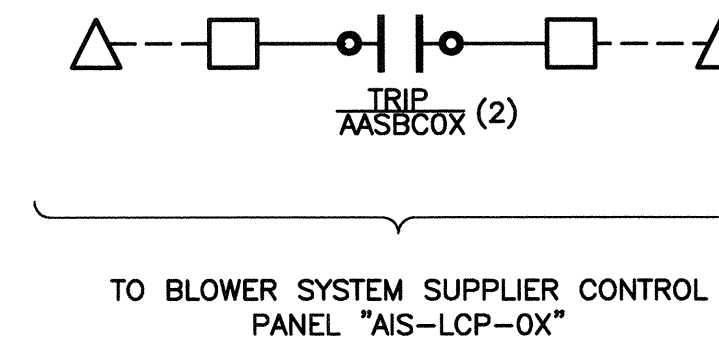 TRIP
AASBC0X (2)
TO BLOWER SYSTEM SUPPLIER CONTROL
PANEL "AIS-LCP-0X"